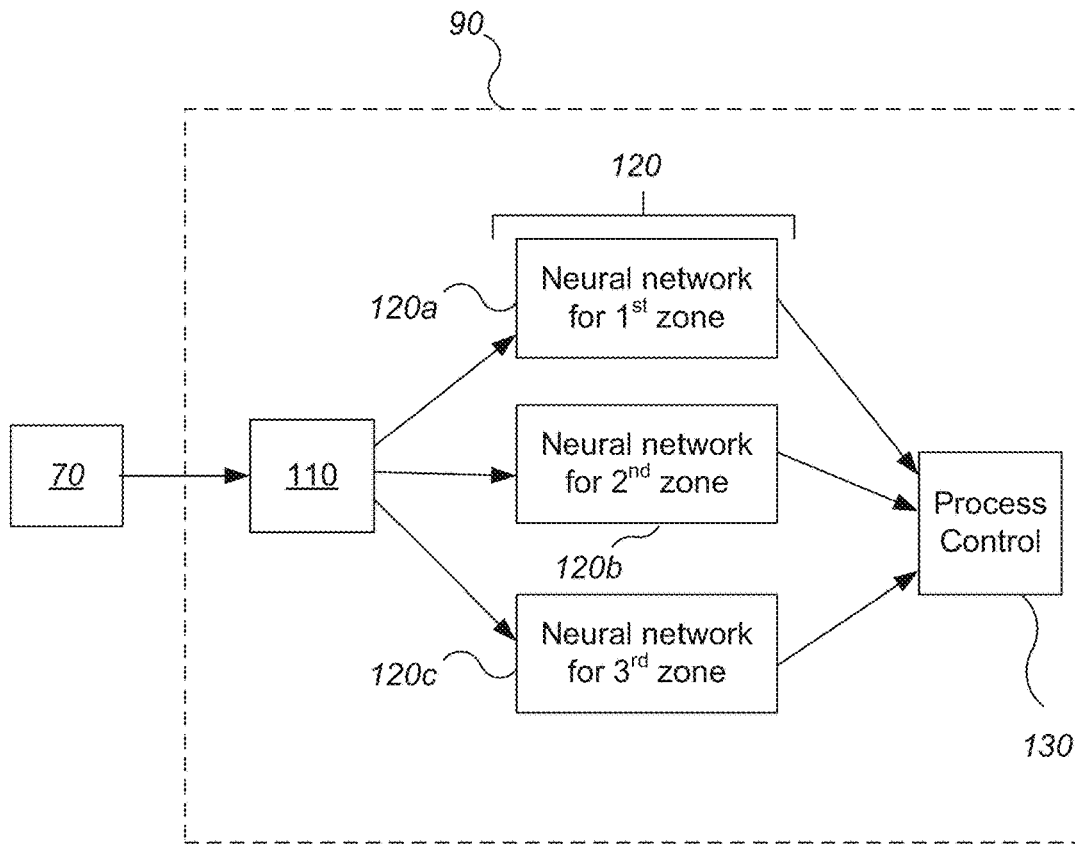 90
120
Neural network
for 1st zone
120a
70
110
Neural network
for 2nd zone
120b
Process
Control
Neural network
for 3rd zone
120c
130